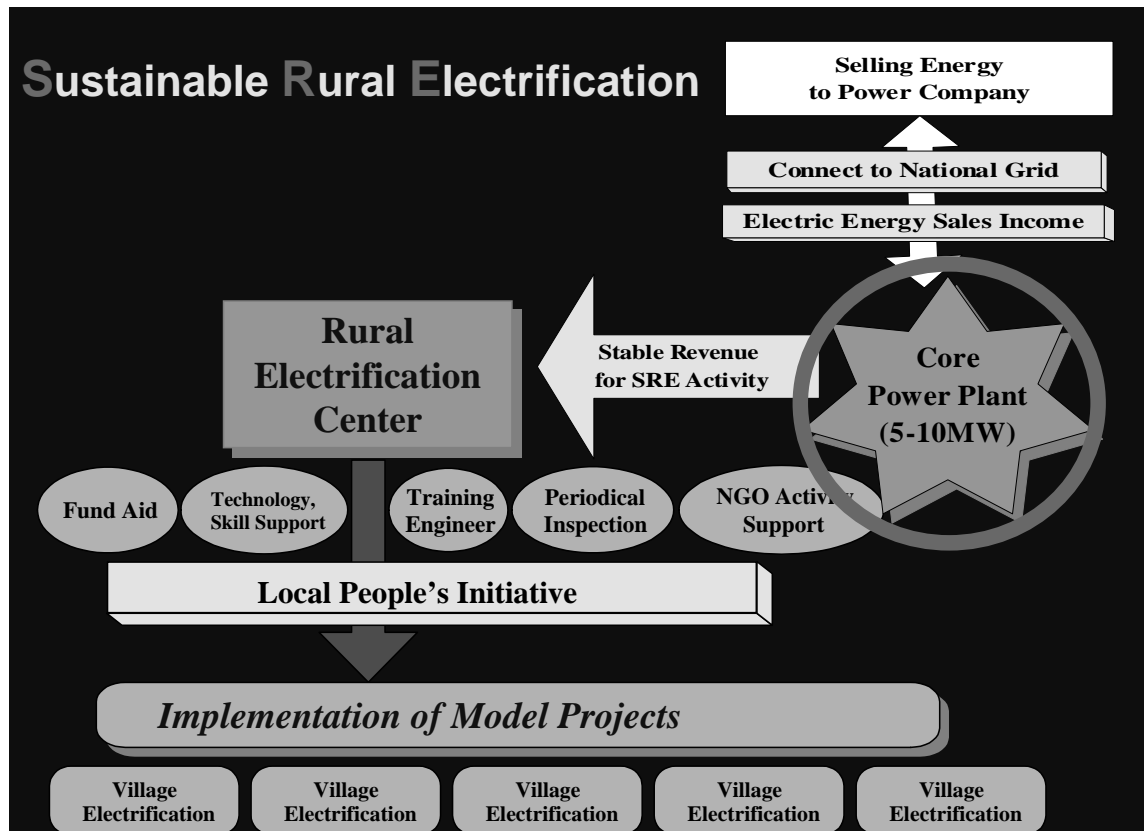 Sustainable Rural Electrification
Selling Energy
to Power Company
Connect to National Grid
Electric Energy Sales Income
Rural
Electrification
Center
Stable Revenue
for SRE Activity
Core
Power Plant
(5-10MW)
Fund Aid
Technology,
Skill Support
Training
Engineer
Periodical
Inspection
NGO Activity
Support
Local People’s Initiative
Implementation of Model Projects
Village
Electrification
Village
Electrification
Village
Electrification
Village
Electrification
Village
Electrification